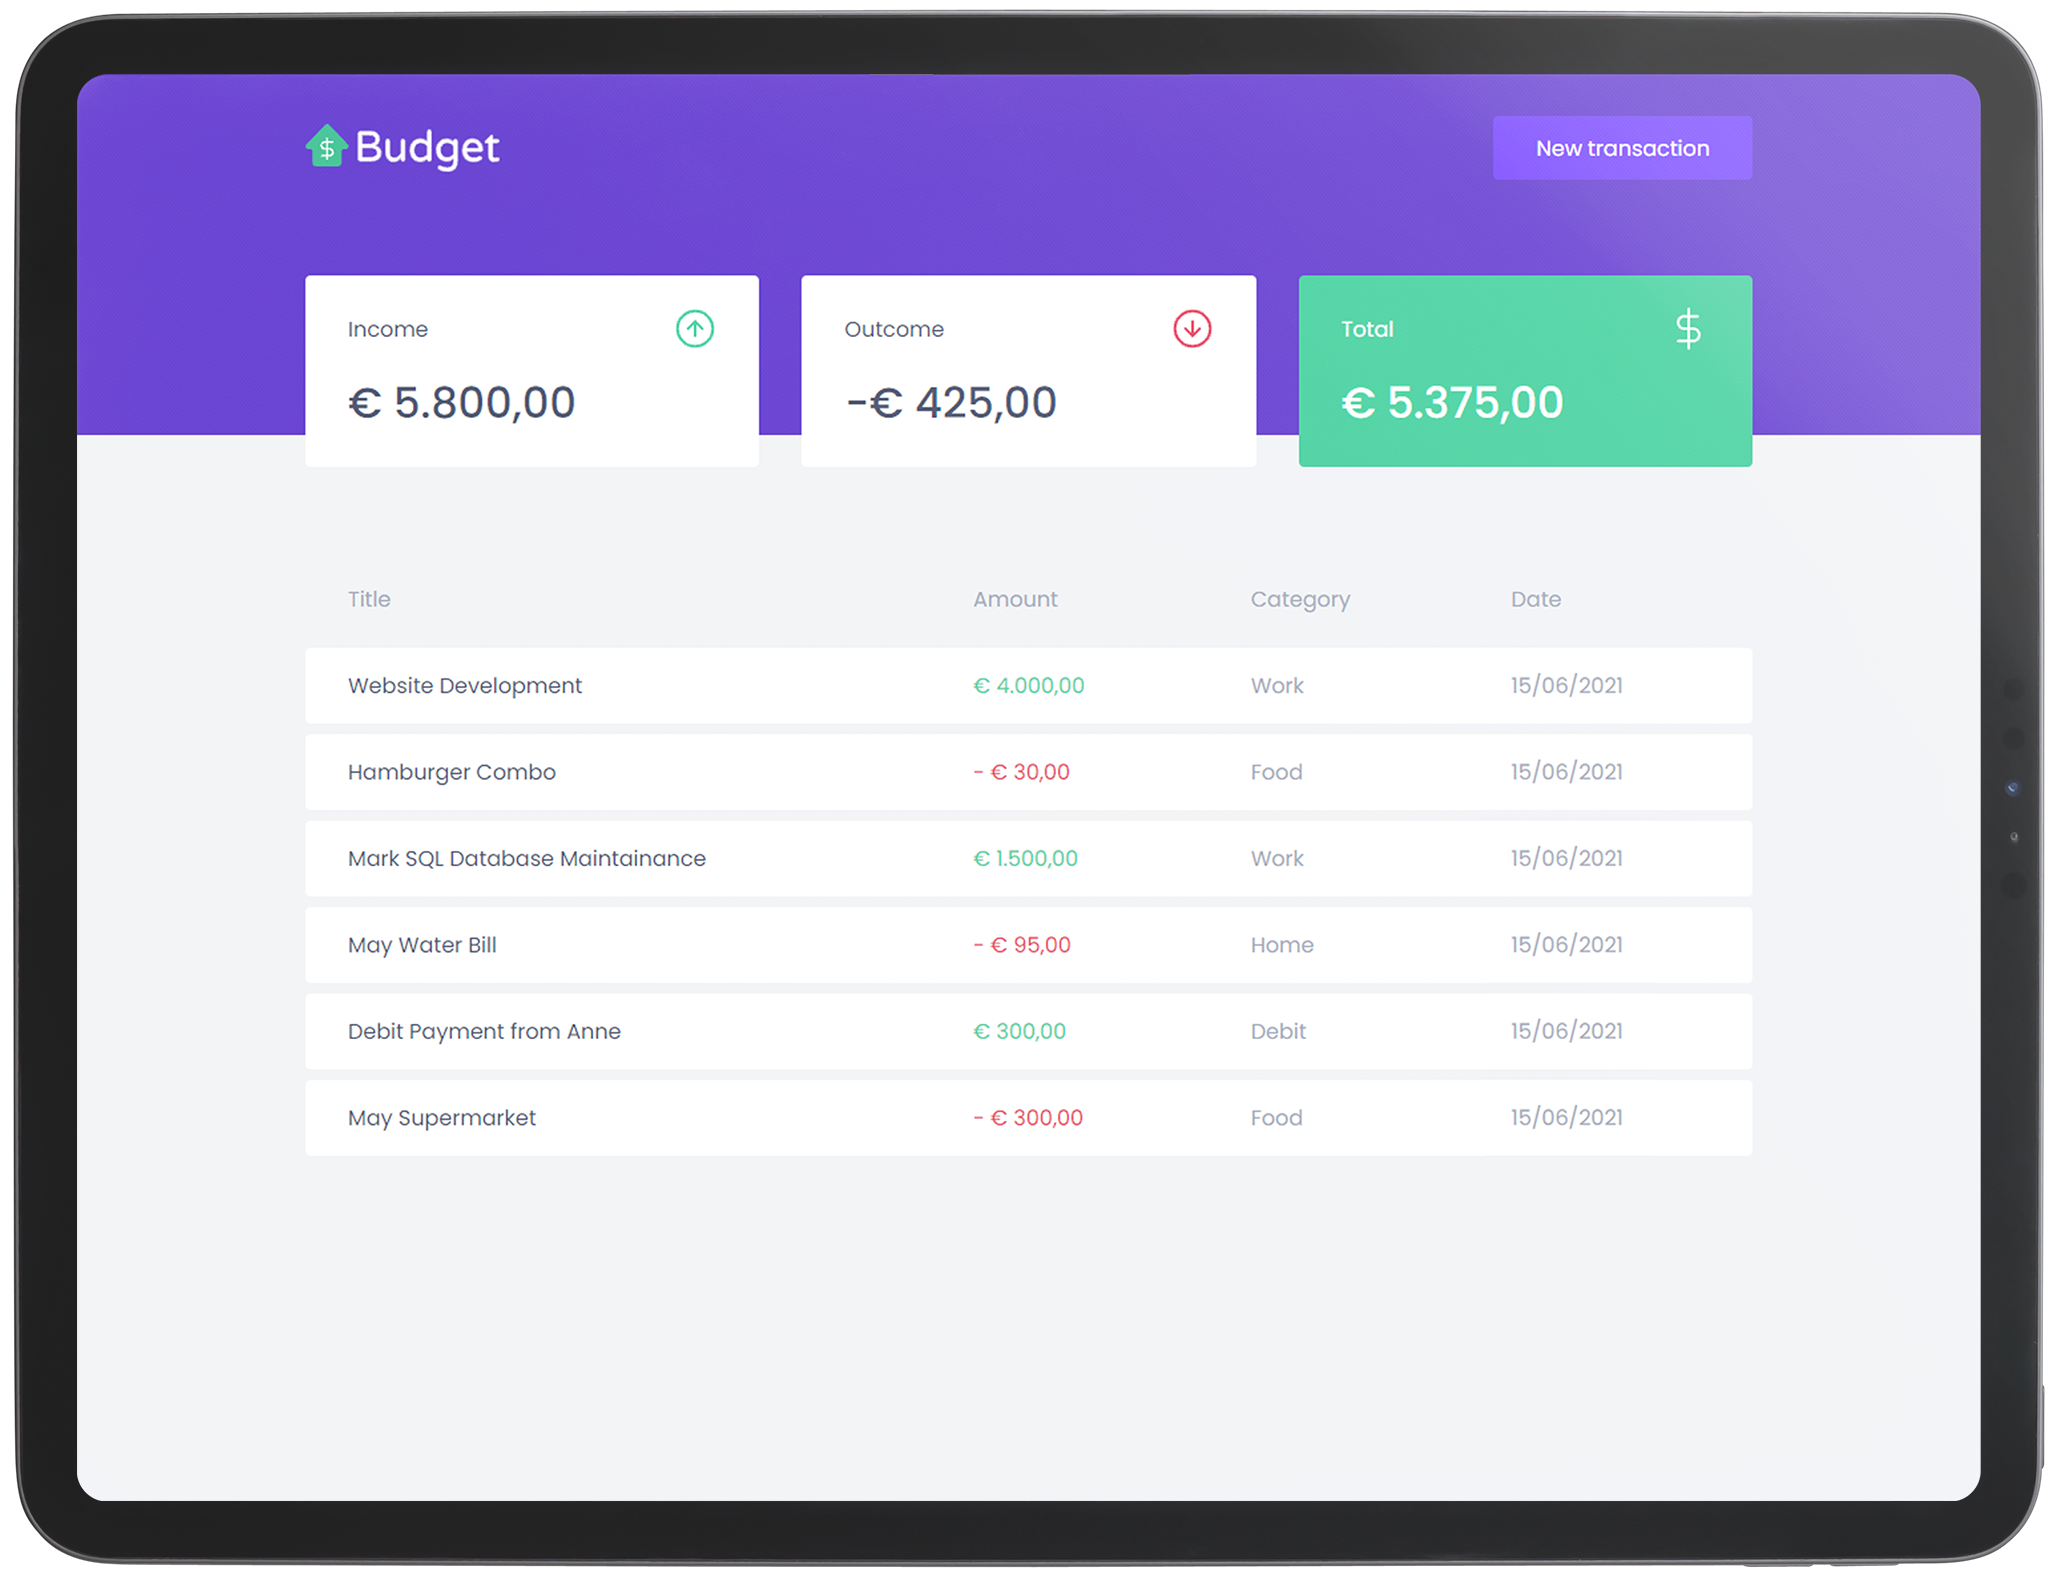 $ Budget
New transaction
Income
Outcome
Total
$
€ 5.800,00
-€ 425,00
€ 5.375,00
Title Amount Category Date
Website Development € 4.000,00 Work 15/06/2021
Hamburger Combo - € 30,00 Food 15/06/2021
Mark SQL Database Maintainance € 1.500,00 Work 15/06/2021
May Water Bill - € 95,00 Home 15/06/2021
Debit Payment from Anne € 300,00 Debit 15/06/2021
May Supermarket - € 300,00 Food 15/06/2021